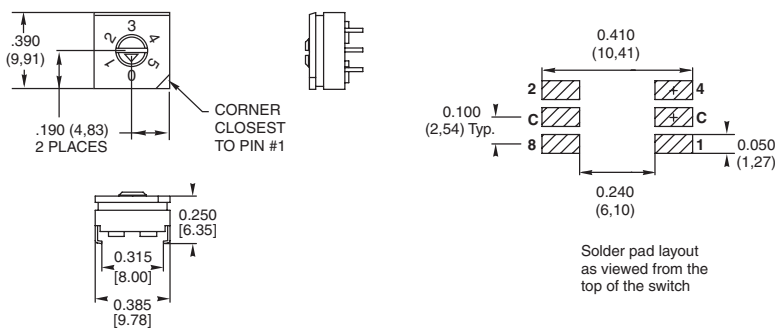 .390
(9,91)
0
1
2
3
4
5
.190 (4,83)
2 PLACES
CORNER
CLOSEST
TO PIN #1
0.250
[6.35]
0.315
[8.00]
0.385
[9.78]
0.410
(10,41)
2
4
0.100
(2,54) Typ.
C
C
8
1
0.050
(1,27)
0.240
(6,10)
Solder pad layout
as viewed from the
top of the switch